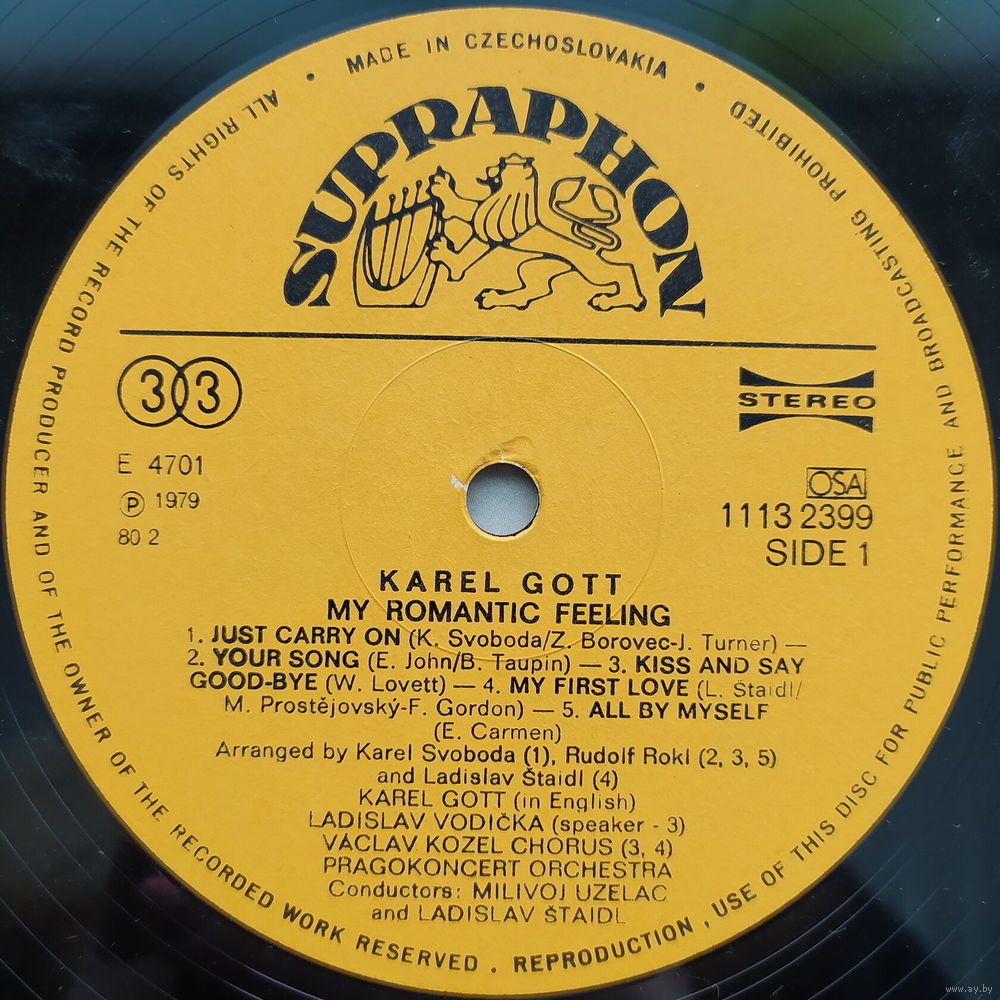 MADE IN CZECHOSLOVAKIA
ALL RIGHTS OF THE RECORD PRODUCER AND OF THE OWNER OF THE RECORDED WORK RESERVED . REPRODUCTION , USE OF THIS DISC FOR PUBLIC PERFORMANCE AND BROADCASTING PROHIBITED
SUPRAPHON
33
STEREO
E 4701
Ⓟ 1979
80 2
OSA
1113 2399
SIDE 1
KAREL GOTT
MY ROMANTIC FEELING
1. JUST CARRY ON (K. Svoboda/Z. Borovec-J. Turner) —
2. YOUR SONG (E. John/B. Taupin) — 3. KISS AND SAY
GOOD-BYE (W. Lovett) — 4. MY FIRST LOVE (L. Štaidl/
M. Prostějovský-F. Gordon) — 5. ALL BY MYSELF
(E. Carmen)
Arranged by Karel Svoboda (1), Rudolf Rokl (2, 3, 5)
and Ladislav Štaidl (4)
KAREL GOTT (in English)
LADISLAV VODIČKA (speaker - 3)
VÁCLAV KOZEL CHORUS (3, 4)
PRAGOKONCERT ORCHESTRA
Conductors: MILIVOJ UZELAC
and LADISLAV ŠTAIDL
www.ay.by